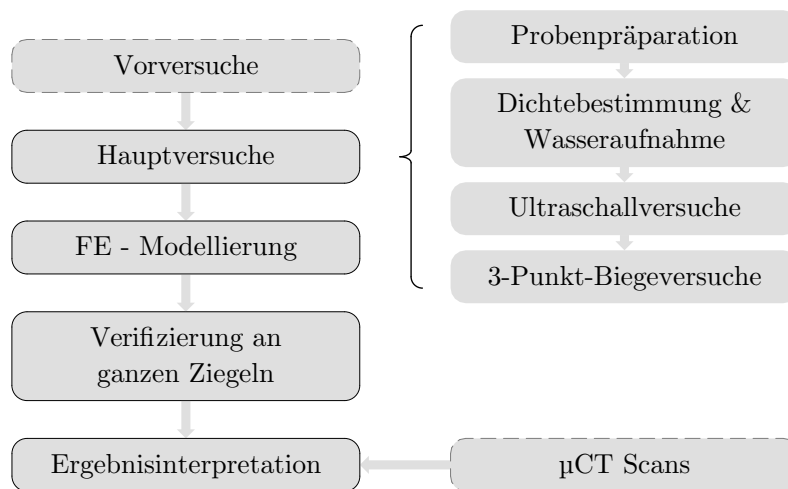 Vorversuche
Hauptversuche
FE - Modellierung
Verifizierung an
ganzen Ziegeln
Ergebnisinterpretation
Probenpräparation
Dichtebestimmung &
Wasseraufnahme
Ultraschallversuche
3-Punkt-Biegeversuche
µCT Scans